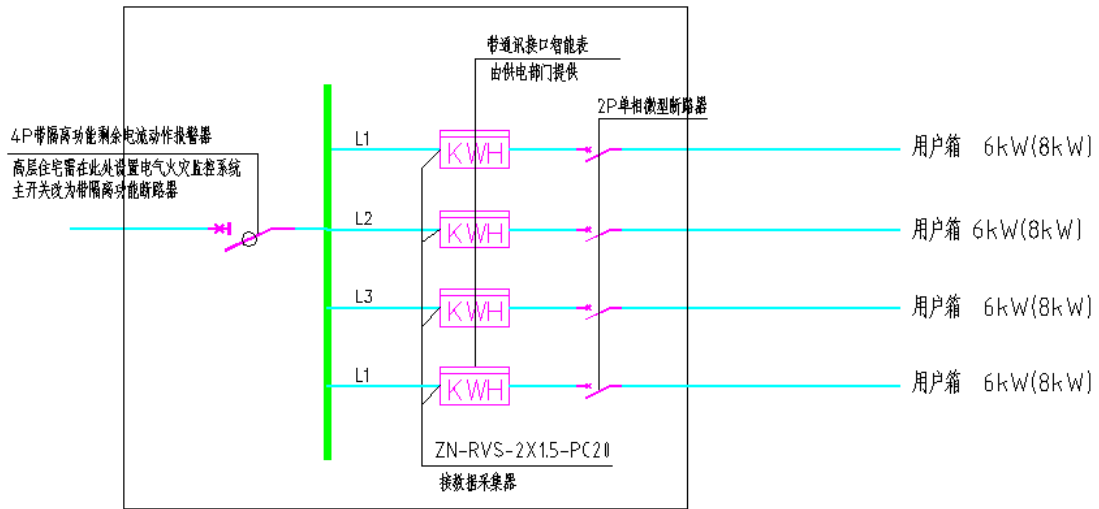 带通讯接口智能表
由供电部门提供
2P单相微型断路器
4P带隔离功能剩余电流动作报警器
高层住宅需在此处设置电气火灾监控系统
主开关改为带隔离功能断路器
L1
KWH
用户箱 6kW(8kW)
L2
KWH
用户箱 6kW(8kW)
L3
KWH
用户箱 6kW(8kW)
L1
KWH
用户箱 6kW(8kW)
ZN-RVS-2X1.5-PC20
接数据采集器